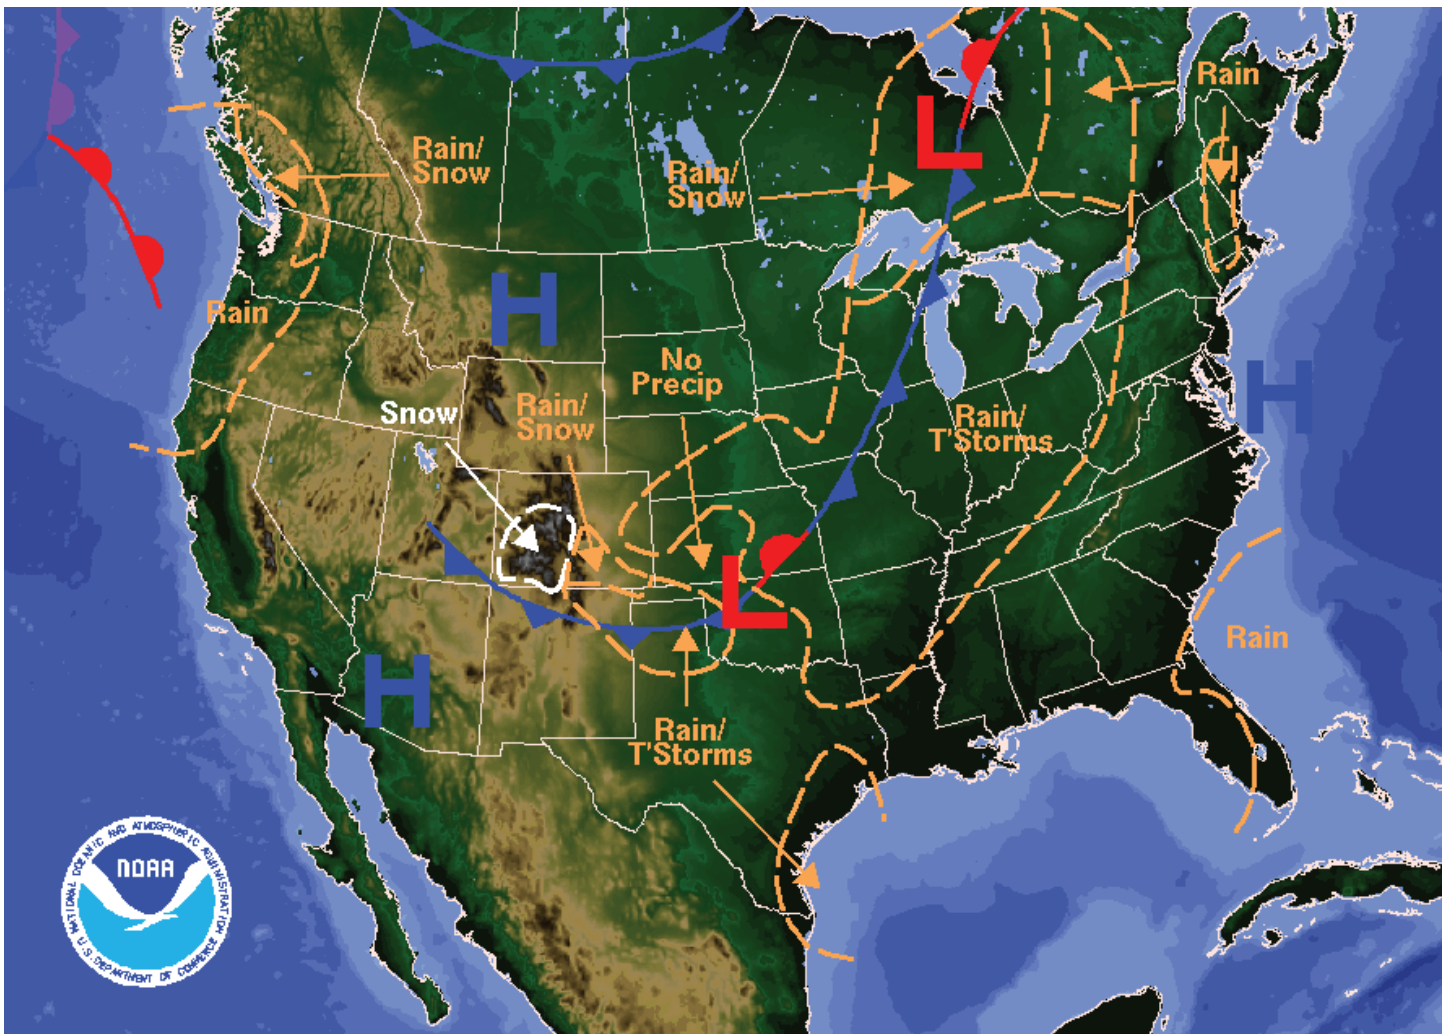 Rain
Rain/
Snow
Rain/
Snow
L
H
Rain
No
Precip
Snow
Rain/
Snow
H
Rain/
T'Storms
L
Rain
H
Rain/
T'Storms
NATIONAL OCEANIC AND ATMOSPHERIC ADMINISTRATION
NOAA
U.S. DEPARTMENT OF COMMERCE